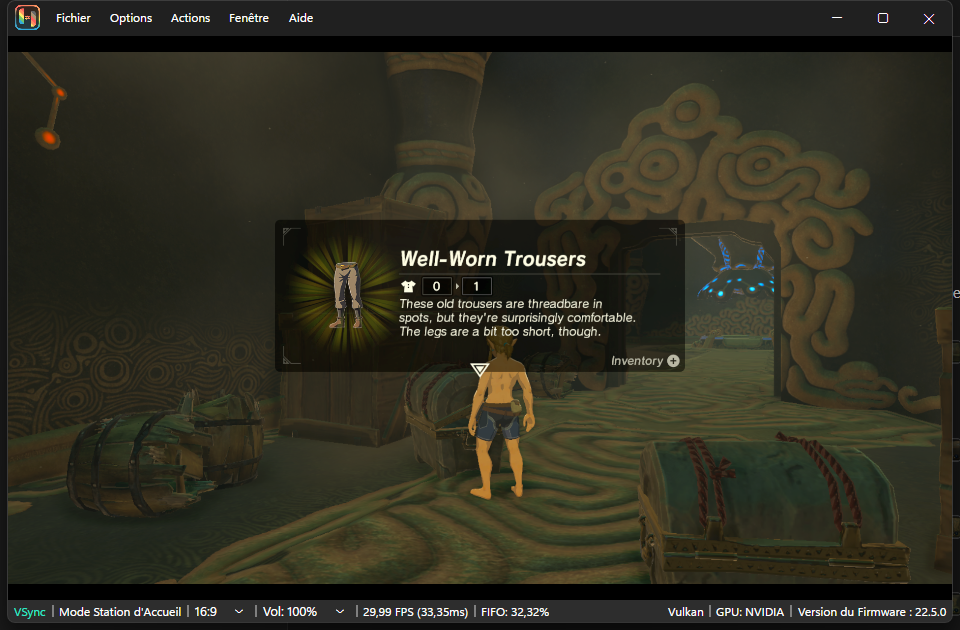 Fichier Options Actions Fenêtre Aide
Well-Worn Trousers
0 1
These old trousers are threadbare in
spots, but they're surprisingly comfortable.
The legs are a bit too short, though.
Inventory
VSync | Mode Station d'Accueil | 16:9 | Vol: 100% | 29,99 FPS (33,35ms) | FIFO: 32,32% Vulkan | GPU: NVIDIA | Version du Firmware : 22.5.0